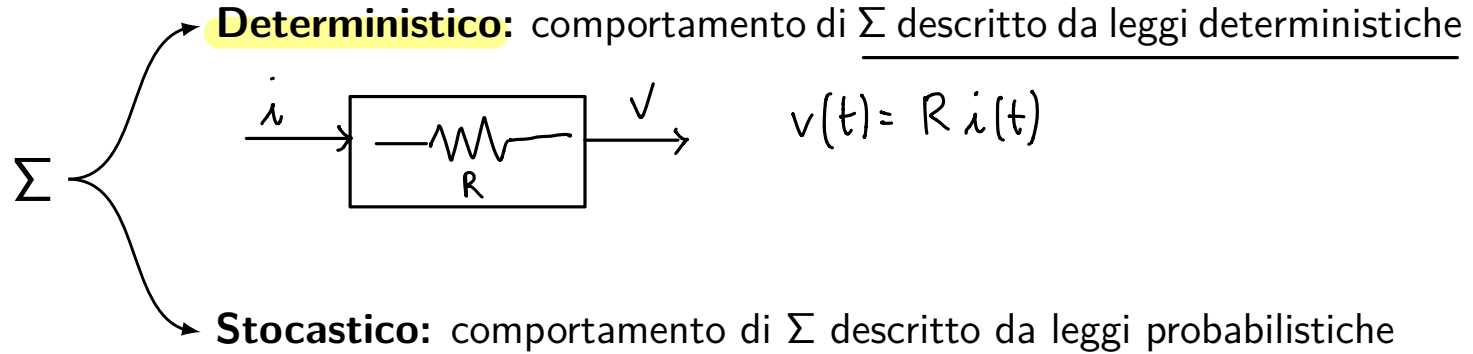 Deterministico: comportamento di Σ descritto da leggi deterministiche
i
V
v(t)= R i(t)
R
Σ
Stocastico: comportamento di Σ descritto da leggi probabilistiche